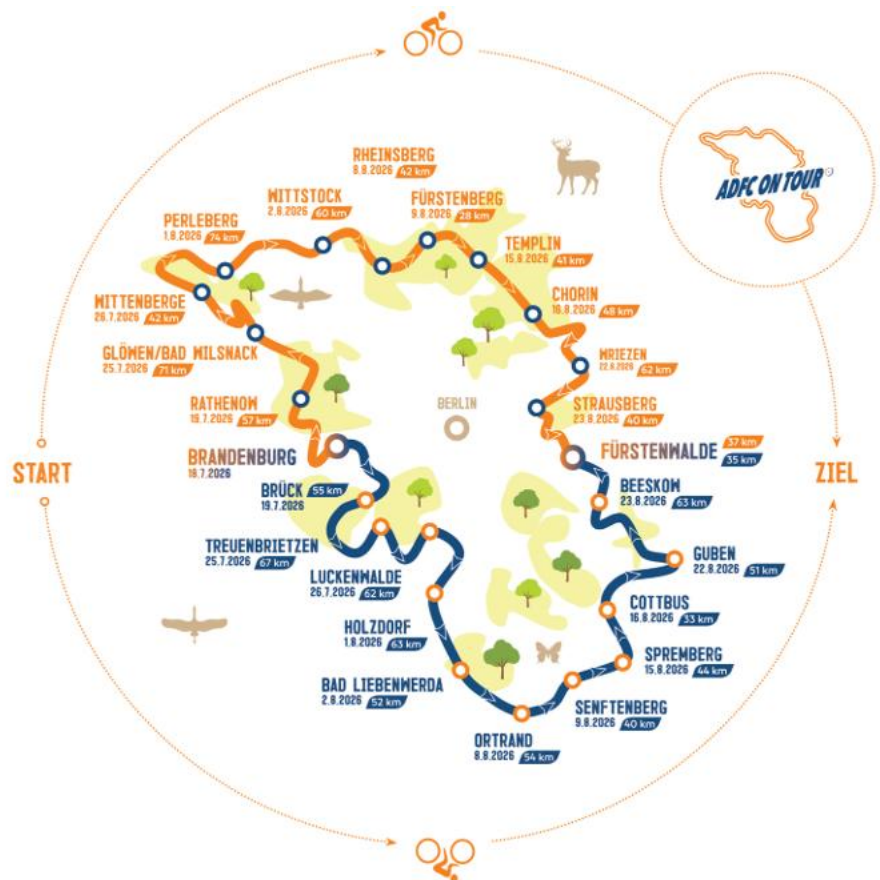 ADFC ON TOUR
RHEINSBERG
8.8.2026 42 km
WITTSTOCK
2.8.2026 60 km
FÜRSTENBERG
9.8.2026 28 km
PERLEBERG
1.8.2026 74 km
TEMPLIN
15.8.2026 41 km
WITTENBERGE
26.7.2026 42 km
CHORIN
16.8.2026 48 km
GLÖWEN/BAD WILSNACK
25.7.2026 71 km
WRIEZEN
22.8.2026 62 km
RATHENOW
19.7.2026 57 km
BERLIN
STRAUSBERG
23.8.2026 40 km
BRANDENBURG
18.7.2026
FÜRSTENWALDE 37 km
35 km
START
ZIEL
BRÜCK 55 km
19.7.2026
BEESKOW
23.8.2026 63 km
TREUENBRIETZEN
25.7.2026 67 km
GUBEN
22.8.2026 51 km
LUCKENWALDE
26.7.2026 62 km
COTTBUS
16.8.2026 33 km
HOLZDORF
1.8.2026 63 km
SPREMBERG
15.8.2026 44 km
BAD LIEBENWERDA
2.8.2026 52 km
SENFTENBERG
9.8.2026 40 km
ORTRAND
8.8.2026 54 km